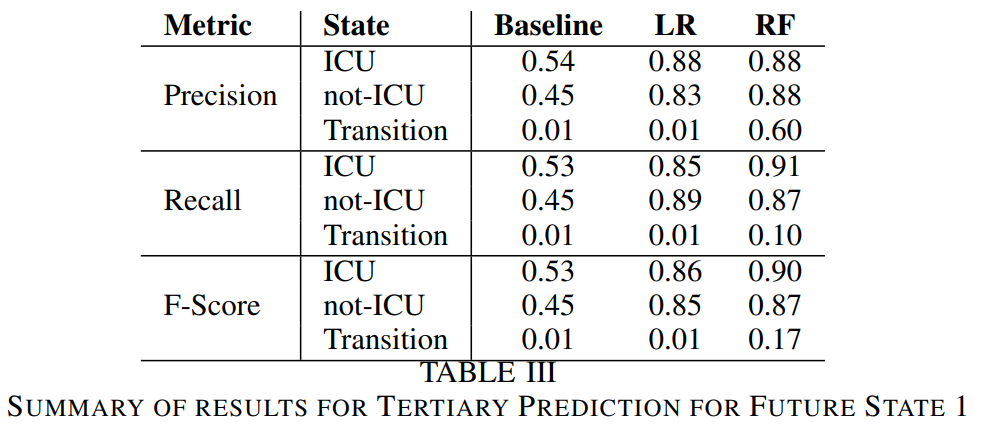 Metric State Baseline LR RF
ICU 0.54 0.88 0.88
Precision not-ICU 0.45 0.83 0.88
Transition 0.01 0.01 0.60
ICU 0.53 0.85 0.91
Recall not-ICU 0.45 0.89 0.87
Transition 0.01 0.01 0.10
ICU 0.53 0.86 0.90
F-Score not-ICU 0.45 0.85 0.87
Transition 0.01 0.01 0.17
TABLE III
SUMMARY OF RESULTS FOR TERTIARY PREDICTION FOR FUTURE STATE 1